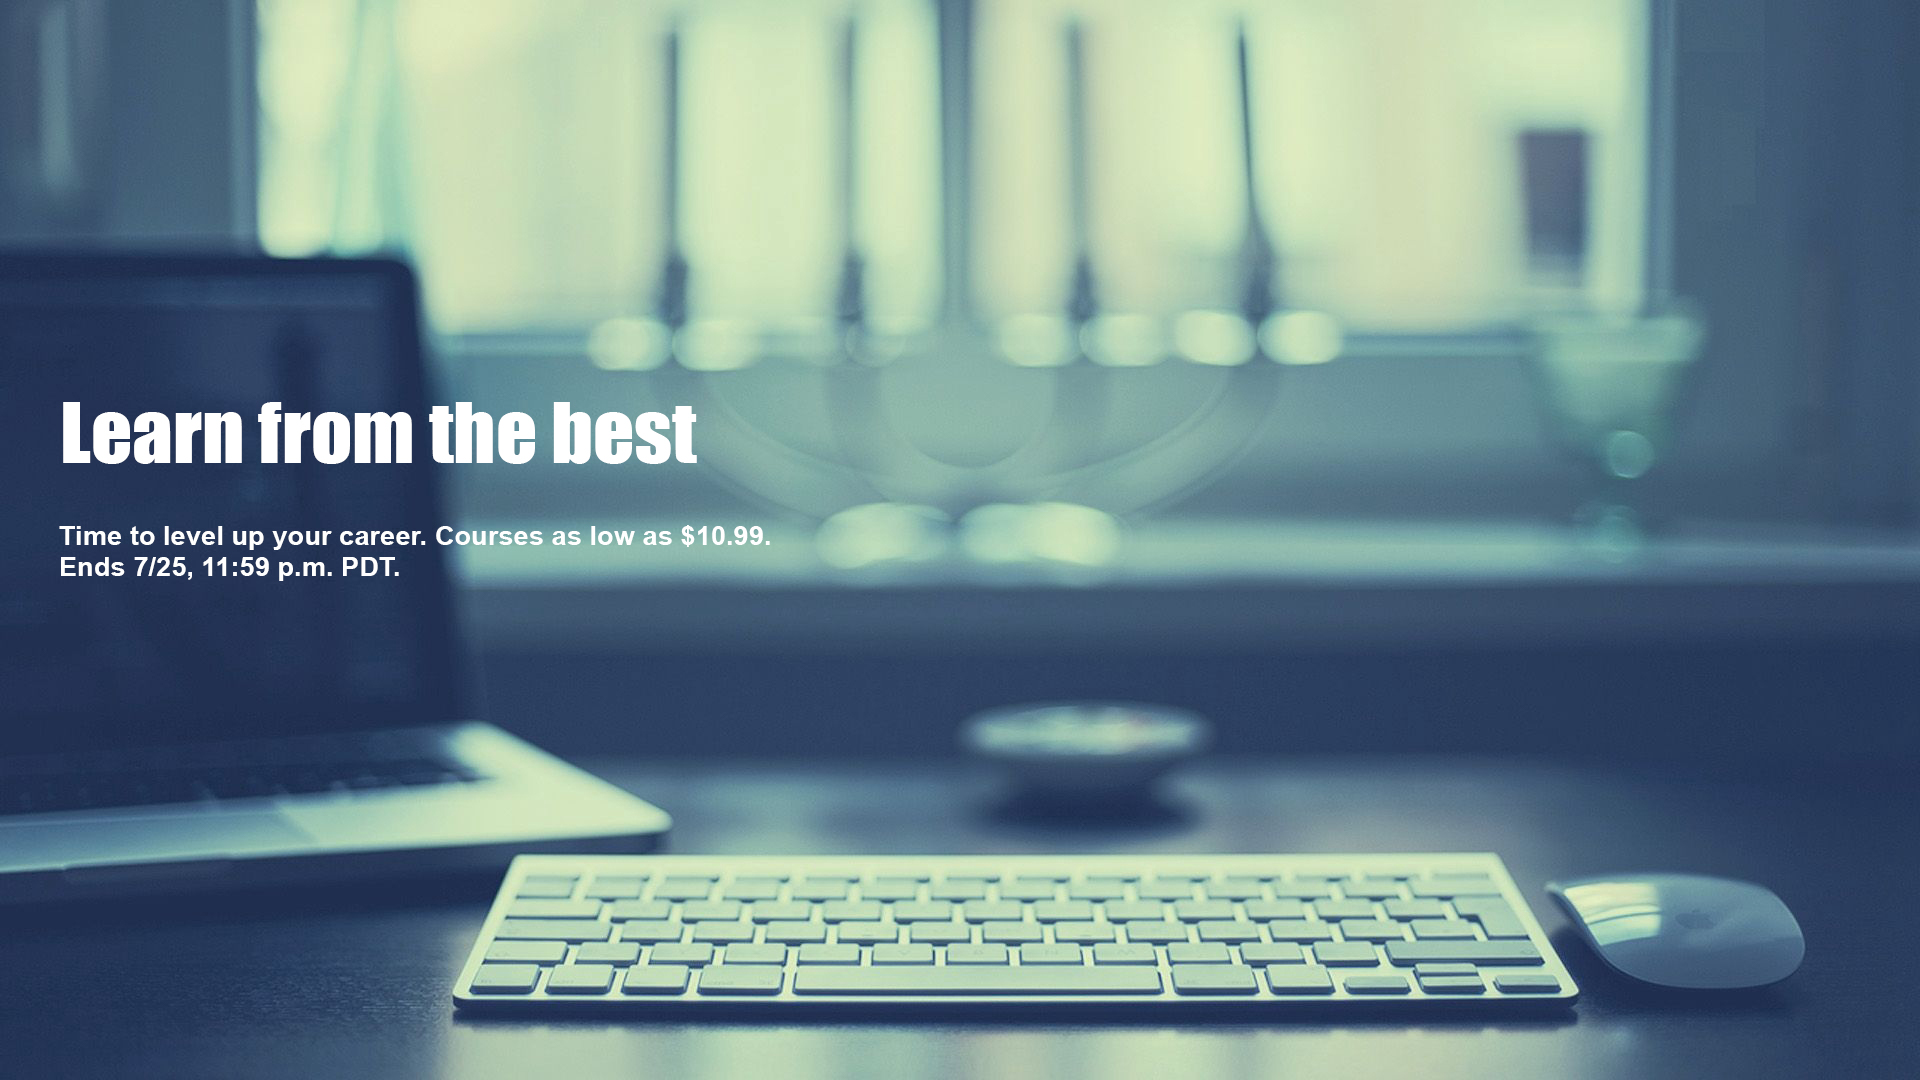 Learn from the best
Time to level up your career. Courses as low as $10.99.
Ends 7/25, 11:59 p.m. PDT.